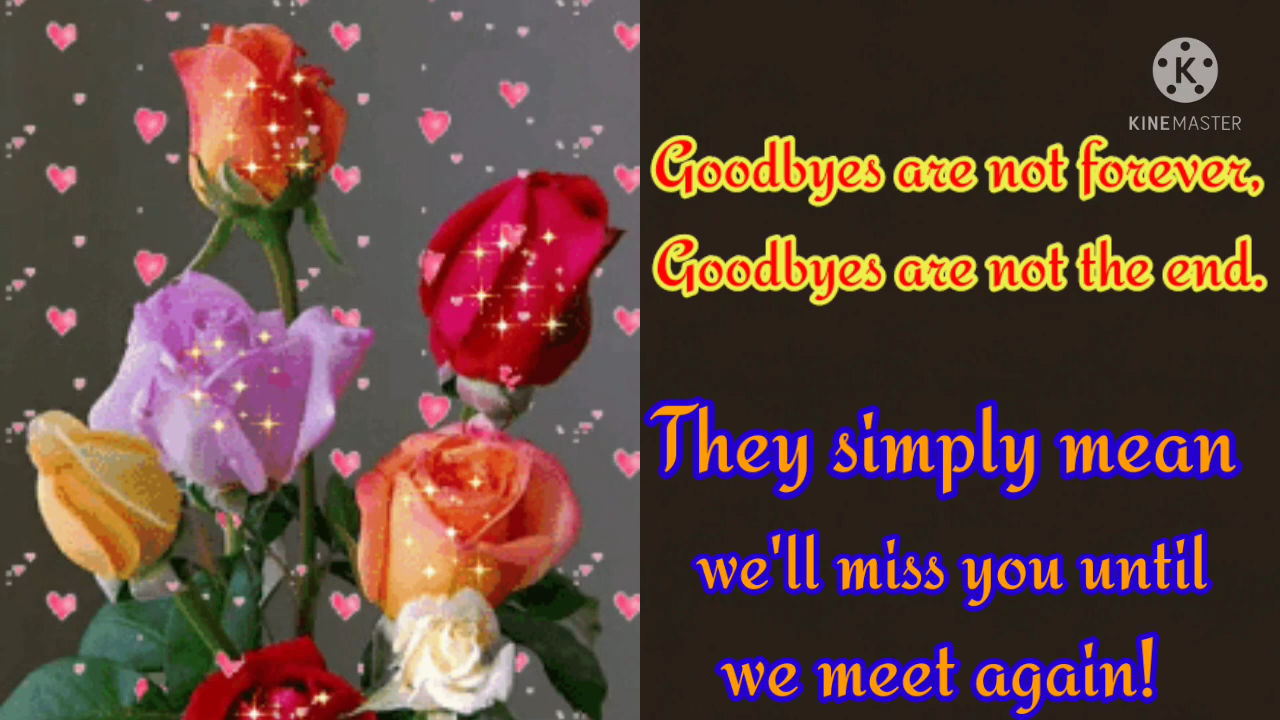 KINEMASTER
Goodbyes are not forever,
Goodbyes are not the end.
They simply mean
we'll miss you until
we meet again!